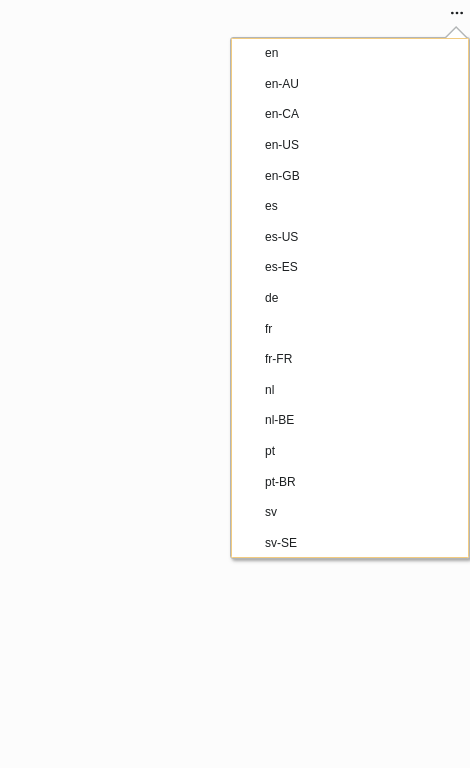 en
en-AU
en-CA
en-US
en-GB
es
es-US
es-ES
de
fr
fr-FR
nl
nl-BE
pt
pt-BR
sv
sv-SE